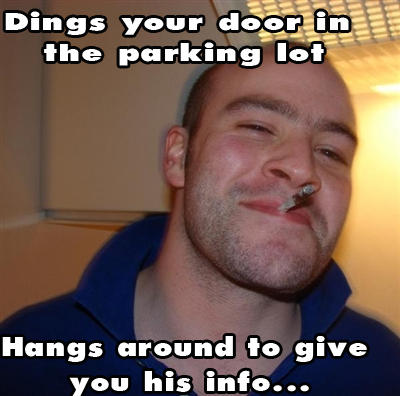 Dings your door in
the parking lot
Hangs around to give
you his info...